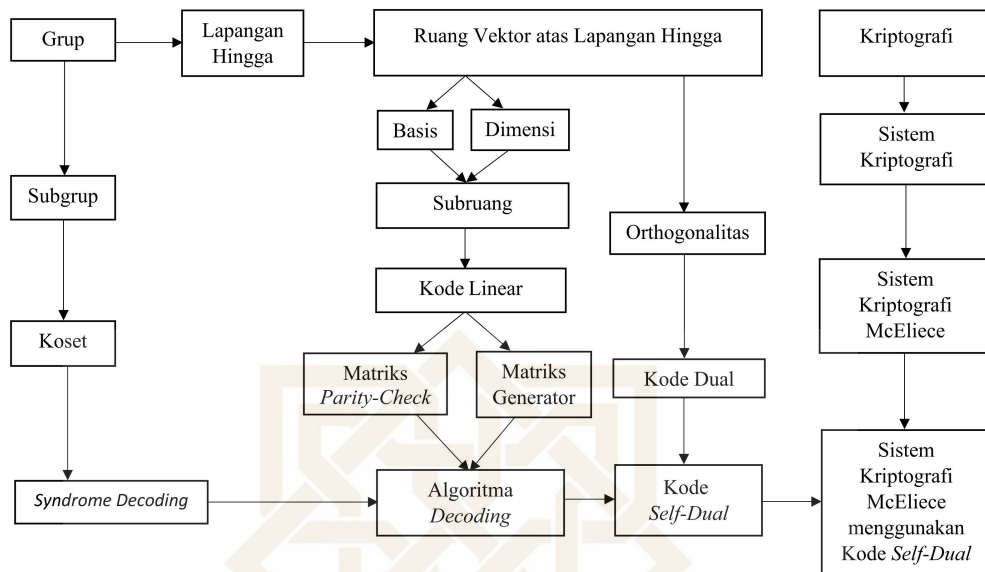 Grup
Lapangan
Hingga
Ruang Vektor atas Lapangan Hingga
Kriptografi
Basis
Dimensi
Sistem
Kriptografi
Subgrup
Subruang
Orthogonalitas
Kode Linear
Sistem
Kriptografi
McEliece
Koset
Matriks
Parity-Check
Matriks
Generator
Kode Dual
Syndrome Decoding
Algoritma
Decoding
Kode
Self-Dual
Sistem
Kriptografi
McEliece
menggunakan
Kode Self-Dual